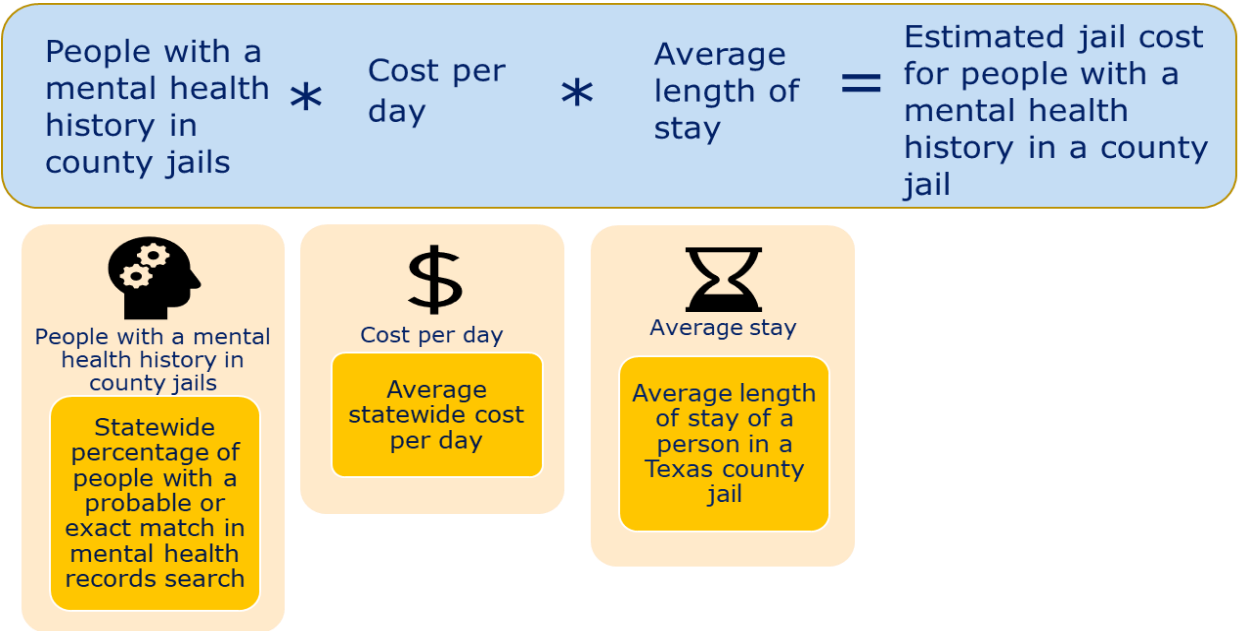 People with a
mental health
history in
county jails
*
Cost per
day
*
Average
length of
stay
=
Estimated jail cost
for people with a
mental health
history in a county
jail
$
People with a mental
health history in
county jails
Statewide
percentage of
people with a
probable or
exact match in
mental health
records search
Cost per day
Average
statewide cost
per day
Average stay
Average length
of stay of a
person in a
Texas county
jail